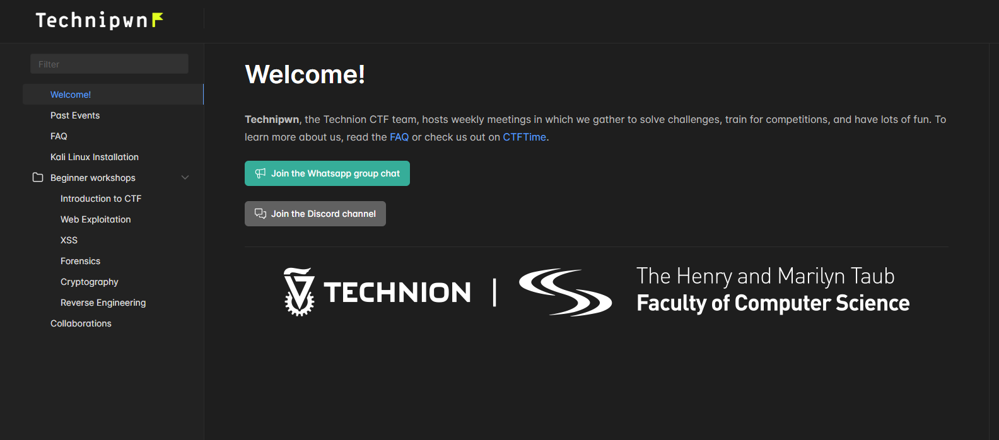 Technipwn
Filter
Welcome!
Past Events
FAQ
Kali Linux Installation
Beginner workshops
Introduction to CTF
Web Exploitation
XSS
Forensics
Cryptography
Reverse Engineering
Collaborations
Welcome!
Technipwn, the Technion CTF team, hosts weekly meetings in which we gather to solve challenges, train for competitions, and have lots of fun. To
learn more about us, read the FAQ or check us out on CTFTime.
Join the Whatsapp group chat
Join the Discord channel
TECHNION
The Henry and Marilyn Taub
Faculty of Computer Science